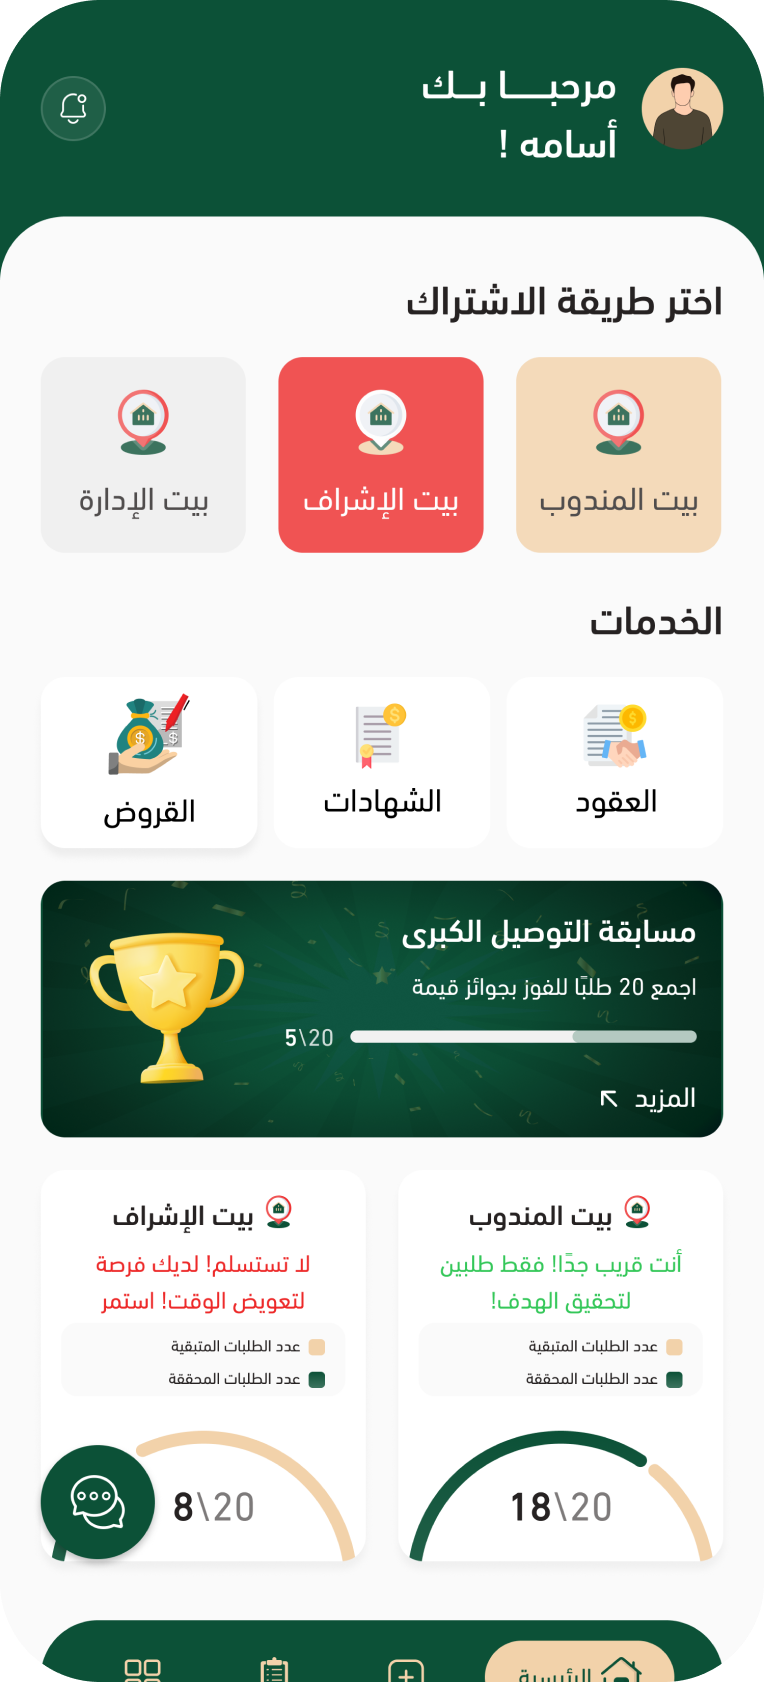 مرحبـــا بــك
أسامه !
اختر طريقة الاشتراك
بيت المندوب
بيت الإشراف
بيت الإدارة
الخدمات
العقود
الشهادات
القروض
مسابقة التوصيل الكبرى
اجمع 20 طلبًا للفوز بجوائز قيمة
5\20
المزيد
بيت المندوب
أنت قريب جدًا! فقط طلبين
لتحقيق الهدف!
عدد الطلبات المتبقية
عدد الطلبات المحققة
18\20
بيت الإشراف
لا تستسلم! لديك فرصة
لتعويض الوقت! استمر
عدد الطلبات المتبقية
عدد الطلبات المحققة
8\20
الرئيسية